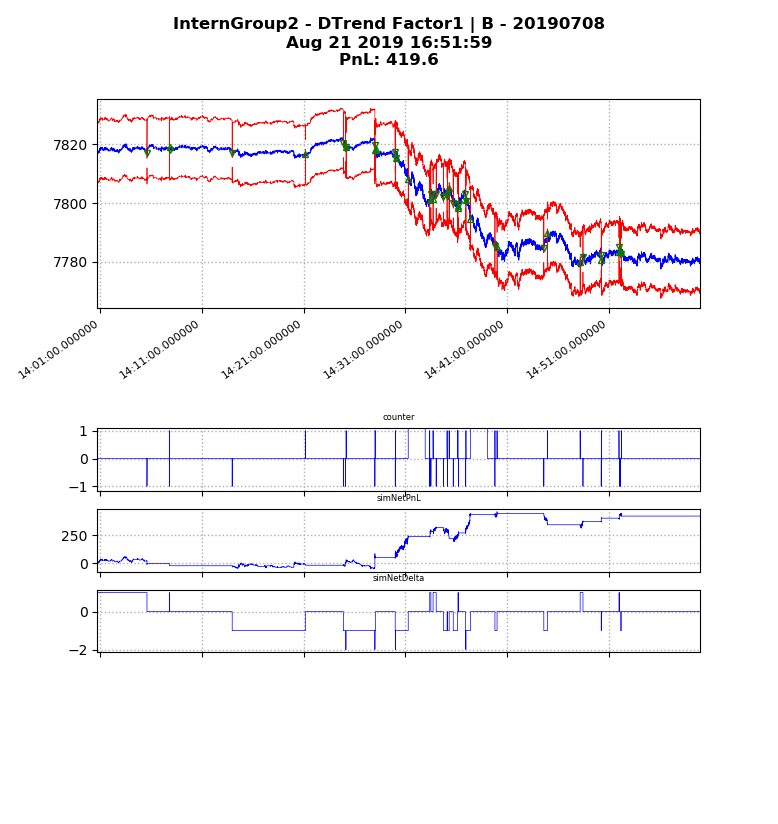 InternGroup2 - DTrend Factor1 | B - 20190708
Aug 21 2019 16:51:59
PnL: 419.6
7820
7800
7780
14:01:00.000000
14:11:00.000000
14:21:00.000000
14:31:00.000000
14:41:00.000000
14:51:00.000000
counter
1
0
−1
simNetPnL
250
0
simNetDelta
0
−2